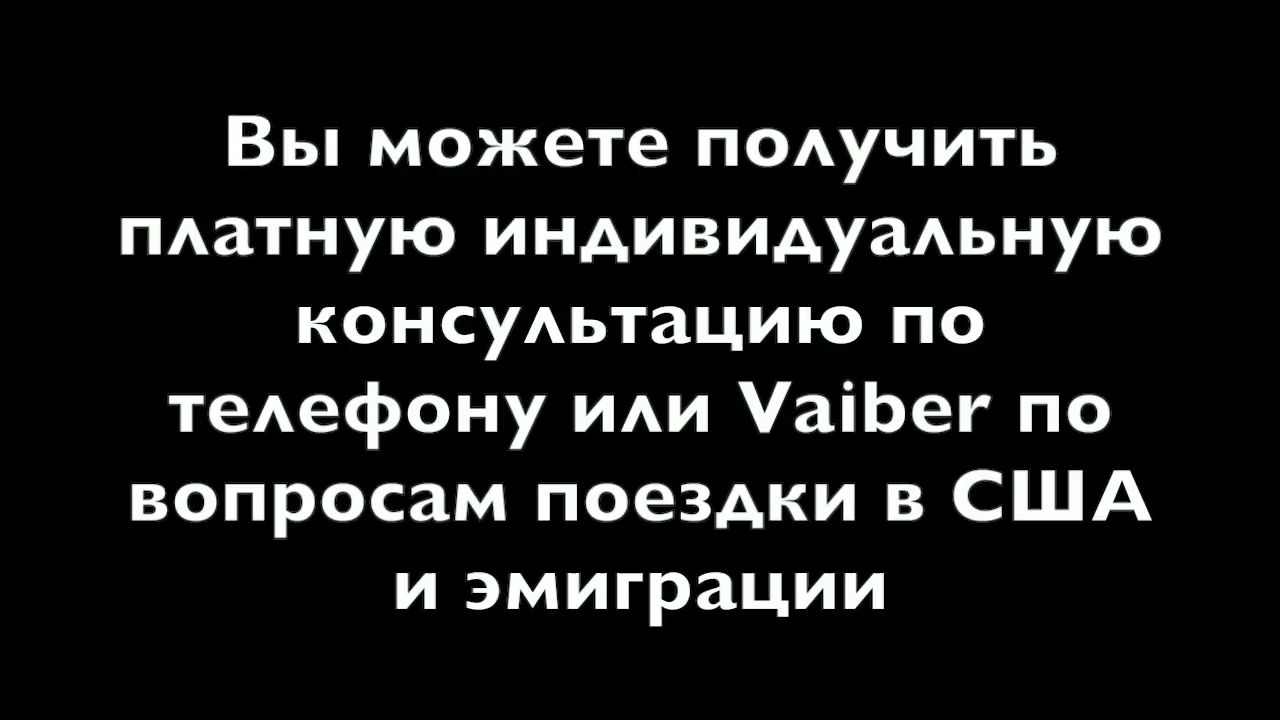 Вы можете получить
платную индивидуальную
консультацию по
телефону или Vaiber по
вопросам поездки в США
и эмиграции